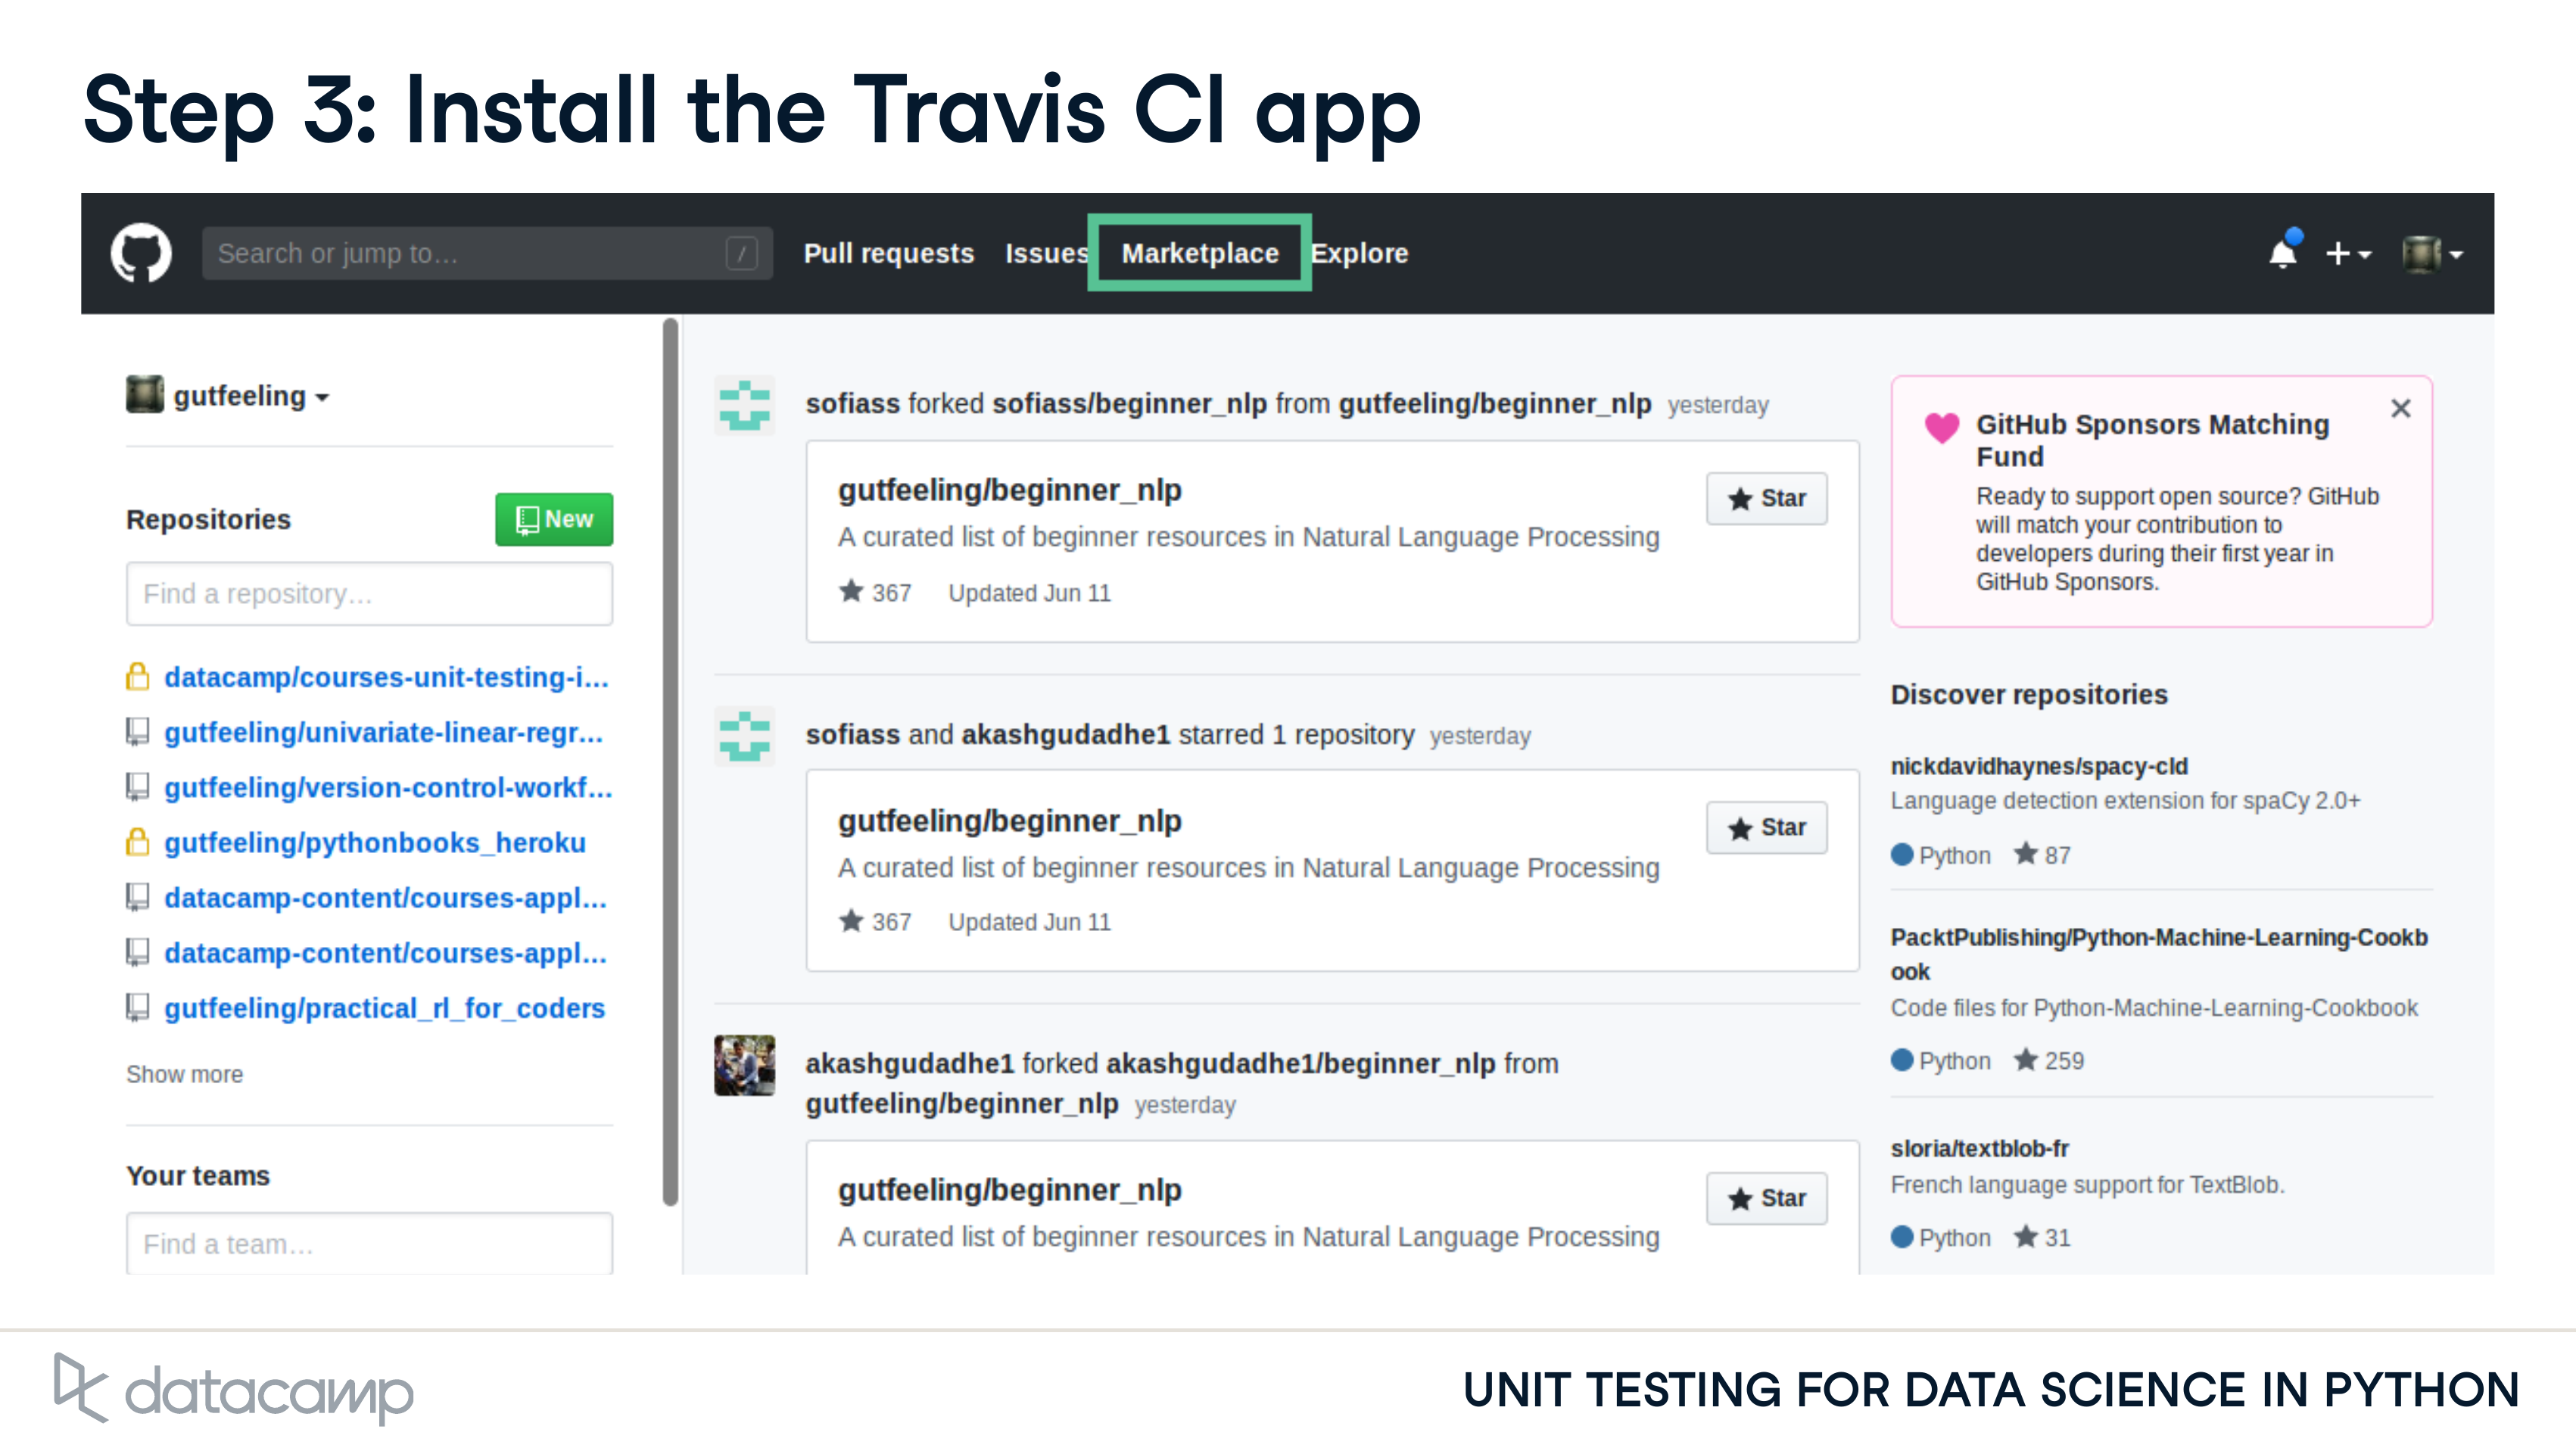 Step 3: Install the Travis CI app
Search or jump to… / Pull requests Issues Marketplace Explore
gutfeeling
Repositories New
Find a repository…
datacamp/courses-unit-testing-i...
gutfeeling/univariate-linear-regr...
gutfeeling/version-control-workf...
gutfeeling/pythonbooks_heroku
datacamp-content/courses-appl...
datacamp-content/courses-appl...
gutfeeling/practical_rl_for_coders
Show more
Your teams
Find a team…
sofiass forked sofiass/beginner_nlp from gutfeeling/beginner_nlp yesterday
gutfeeling/beginner_nlp Star
A curated list of beginner resources in Natural Language Processing
367 Updated Jun 11
sofiass and akashgudadhe1 starred 1 repository yesterday
gutfeeling/beginner_nlp Star
A curated list of beginner resources in Natural Language Processing
367 Updated Jun 11
akashgudadhe1 forked akashgudadhe1/beginner_nlp from
gutfeeling/beginner_nlp yesterday
gutfeeling/beginner_nlp Star
A curated list of beginner resources in Natural Language Processing
GitHub Sponsors Matching
Fund
Ready to support open source? GitHub
will match your contribution to
developers during their first year in
GitHub Sponsors.
Discover repositories
nickdavidhaynes/spacy-cld
Language detection extension for spaCy 2.0+
Python 87
PacktPublishing/Python-Machine-Learning-Cookb
ook
Code files for Python-Machine-Learning-Cookbook
Python 259
sloria/textblob-fr
French language support for TextBlob.
Python 31
datacamp
UNIT TESTING FOR DATA SCIENCE IN PYTHON